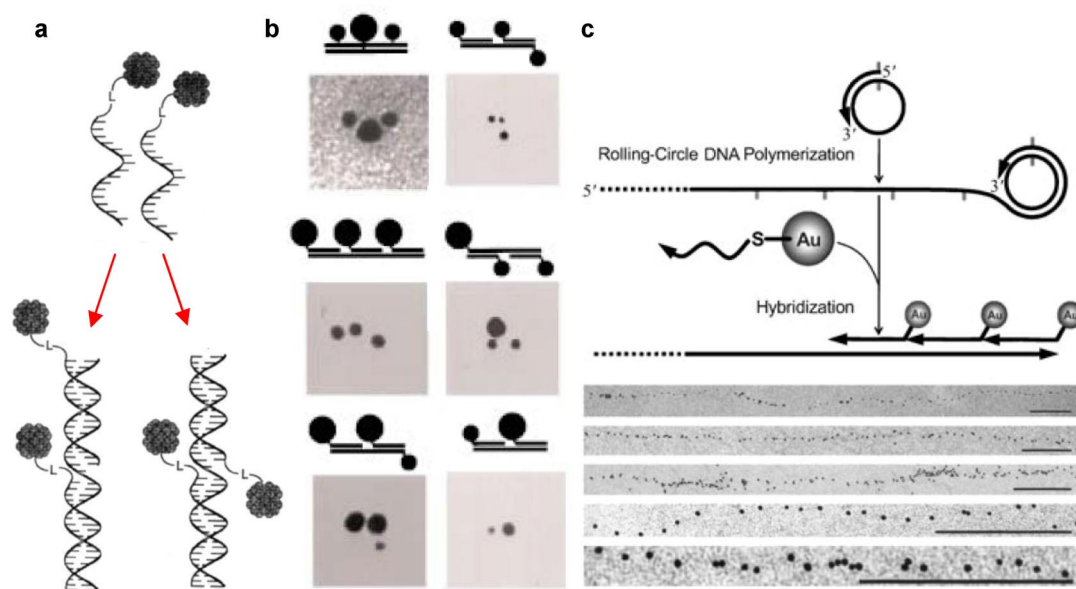 a
b
c
L
L
L
L
L
L
5′
3′
Rolling-Circle DNA Polymerization
5′
3′
S
Au
Hybridization
Au
Au
Au